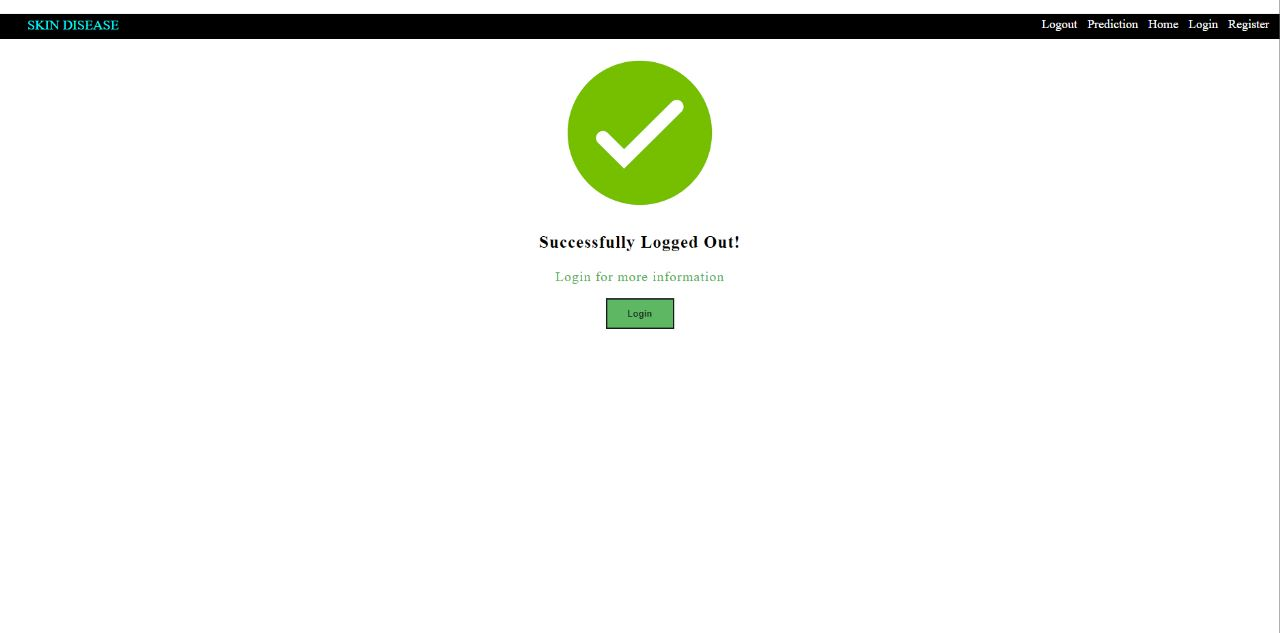 SKIN DISEASE
Logout Prediction Home Login Register
Successfully Logged Out!
Login for more information
Login